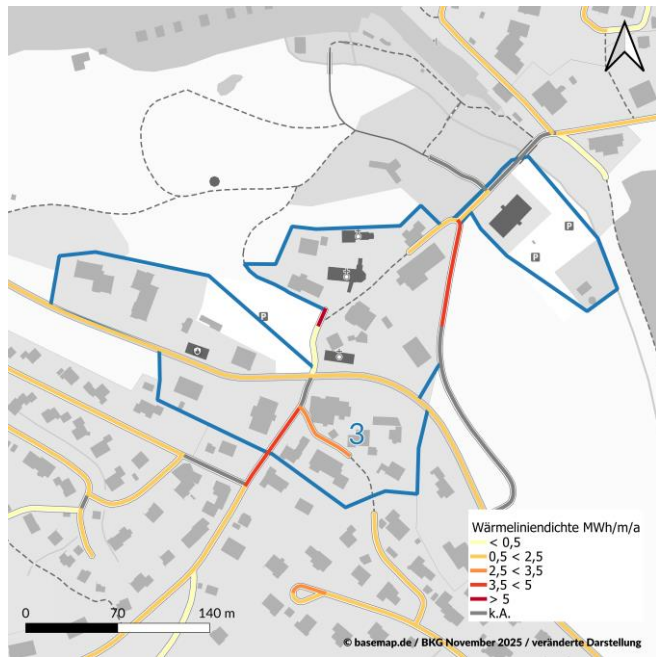 P
P
P
3
Wärmeliniendichte MWh/m/a
< 0,5
0,5 < 2,5
2,5 < 3,5
3,5 < 5
> 5
k.A.
0 70 140 m
© basemap.de / BKG November 2025 / veränderte Darstellung